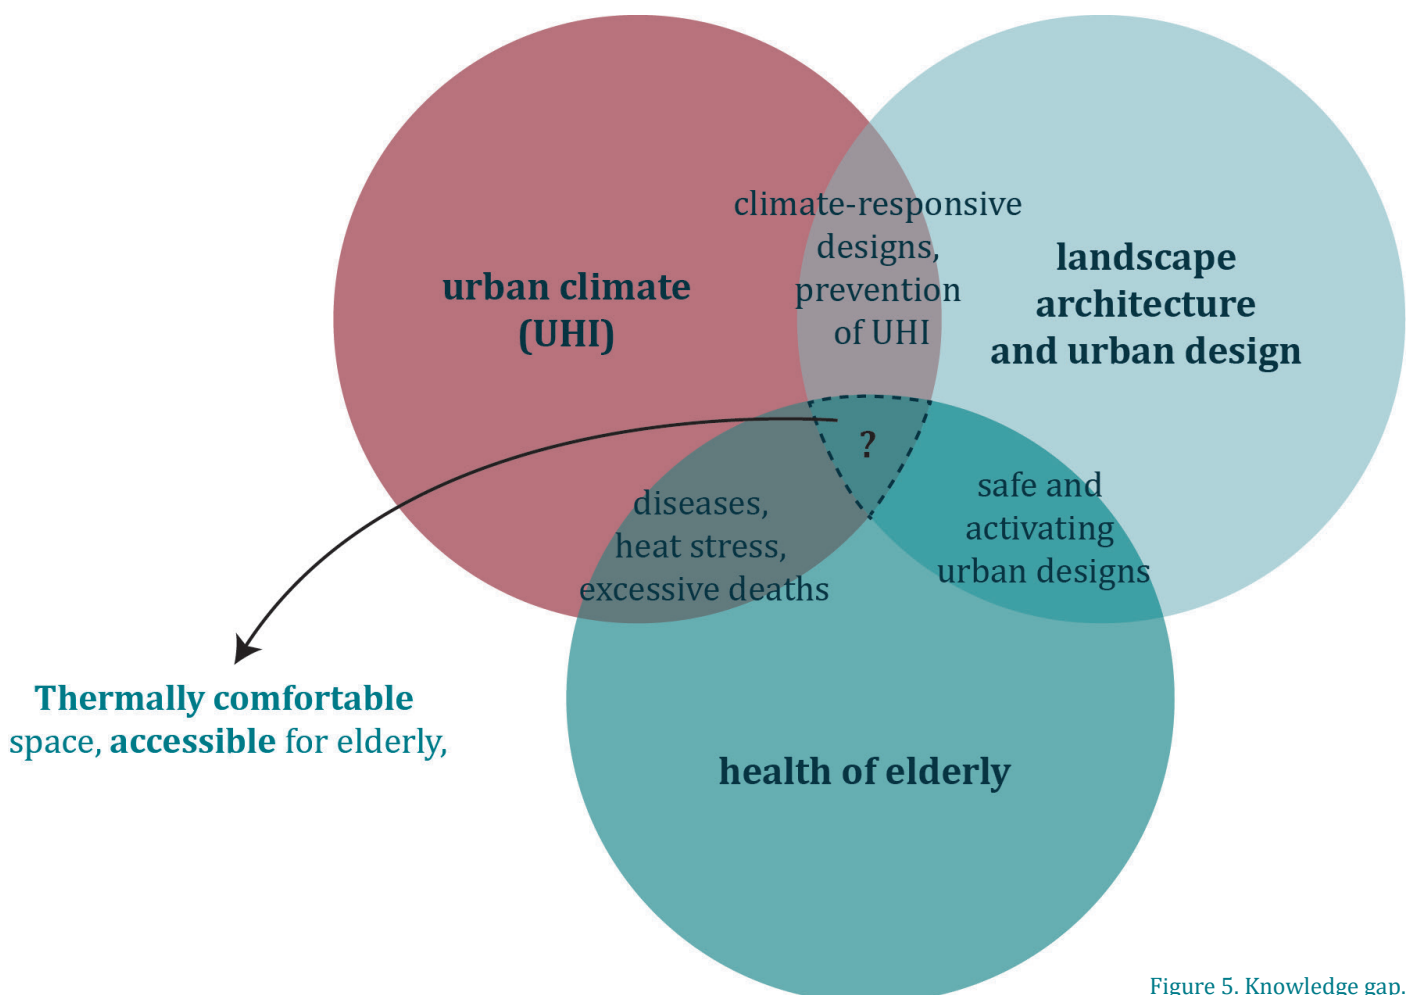 climate-responsive
designs,
prevention
of UHI
urban climate
(UHI)
landscape
architecture
and urban design
?
diseases,
heat stress,
excessive deaths
safe and
activating
urban designs
Thermally comfortable
space, accessible for elderly,
health of elderly
Figure 5. Knowledge gap.